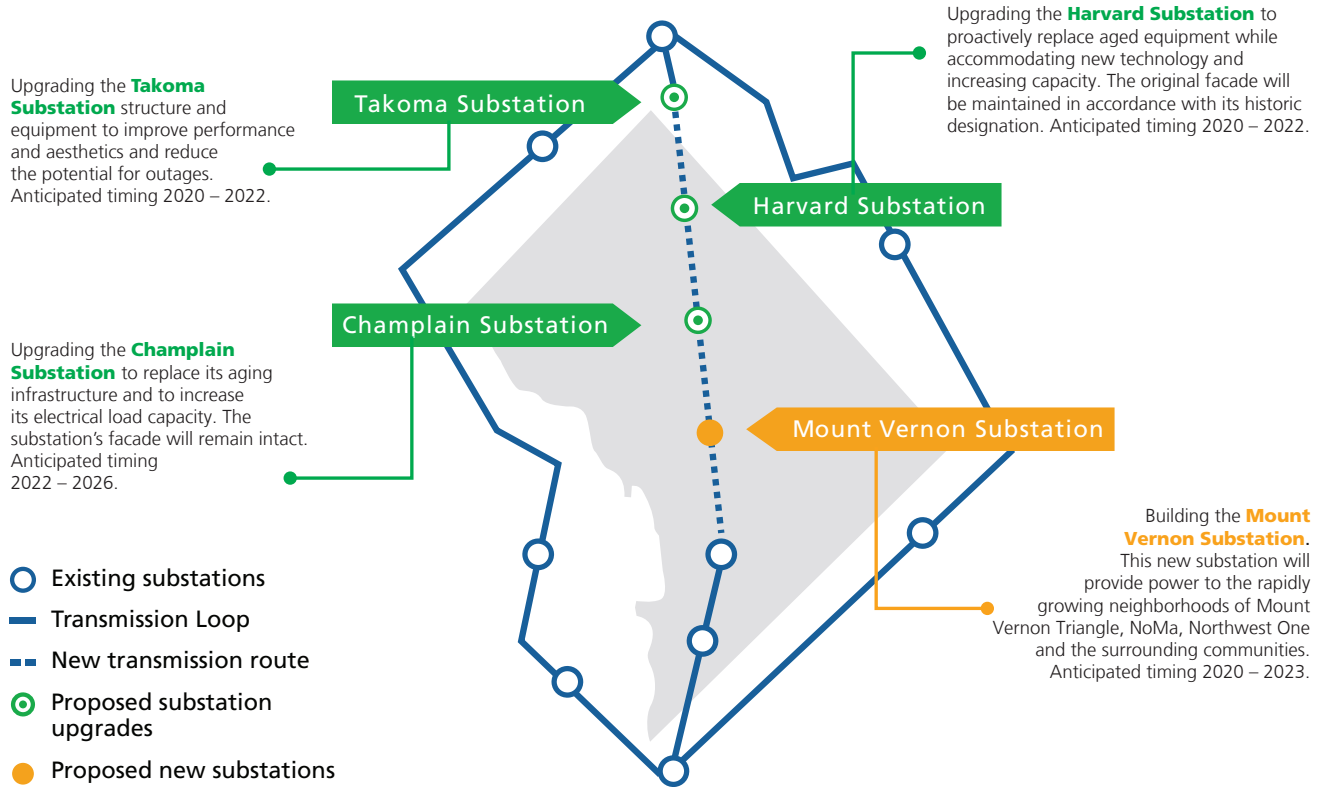 Upgrading the Takoma
Substation structure and
equipment to improve performance
and aesthetics and reduce
the potential for outages.
Anticipated timing 2020 – 2022.
Takoma Substation
Upgrading the Harvard Substation to
proactively replace aged equipment while
accommodating new technology and
increasing capacity. The original facade will
be maintained in accordance with its historic
designation. Anticipated timing 2020 – 2022.
Harvard Substation
Champlain Substation
Upgrading the Champlain
Substation to replace its aging
infrastructure and to increase
its electrical load capacity. The
substation’s facade will remain intact.
Anticipated timing
2022 – 2026.
Mount Vernon Substation
Building the Mount
Vernon Substation.
This new substation will
provide power to the rapidly
growing neighborhoods of Mount
Vernon Triangle, NoMa, Northwest One
and the surrounding communities.
Anticipated timing 2020 – 2023.
Existing substations
Transmission Loop
New transmission route
Proposed substation
upgrades
Proposed new substations